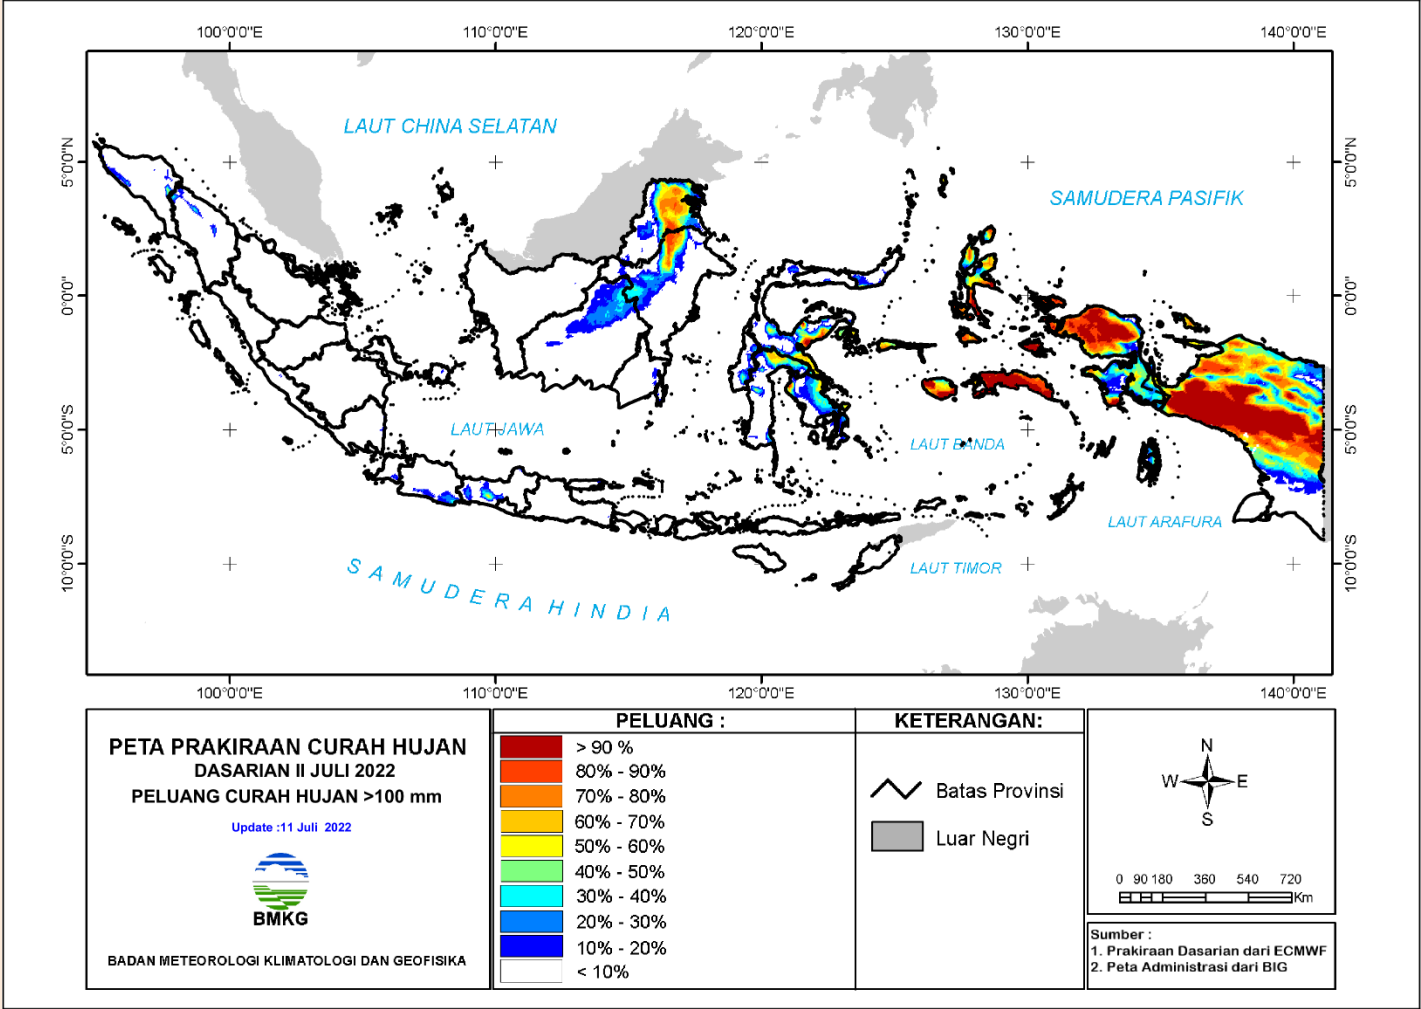 100°0'0"E 110°0'0"E 120°0'0"E 130°0'0"E 140°0'0"E
5°0'0"N
0°0'0"
5°0'0"S
10°0'0"S
LAUT CHINA SELATAN
SAMUDERA PASIFIK
LAUT JAWA
LAUT BANDA
LAUT ARAFURA
LAUT TIMOR
SAMUDERA HINDIA
5°0'0"N
0°0'0"
5°0'0"S
10°0'0"S
100°0'0"E 110°0'0"E 120°0'0"E 130°0'0"E 140°0'0"E
PETA PRAKIRAAN CURAH HUJAN
DASARIAN II JULI 2022
PELUANG CURAH HUJAN >100 mm
Update :11 Juli 2022
BMKG
BADAN METEOROLOGI KLIMATOLOGI DAN GEOFISIKA
PELUANG :
> 90 %
80% - 90%
70% - 80%
60% - 70%
50% - 60%
40% - 50%
30% - 40%
20% - 30%
10% - 20%
< 10%
KETERANGAN:
Batas Provinsi
Luar Negri
N
W E
S
0 90 180 360 540 720
Km
Sumber :
1. Prakiraan Dasarian dari ECMWF
2. Peta Administrasi dari BIG